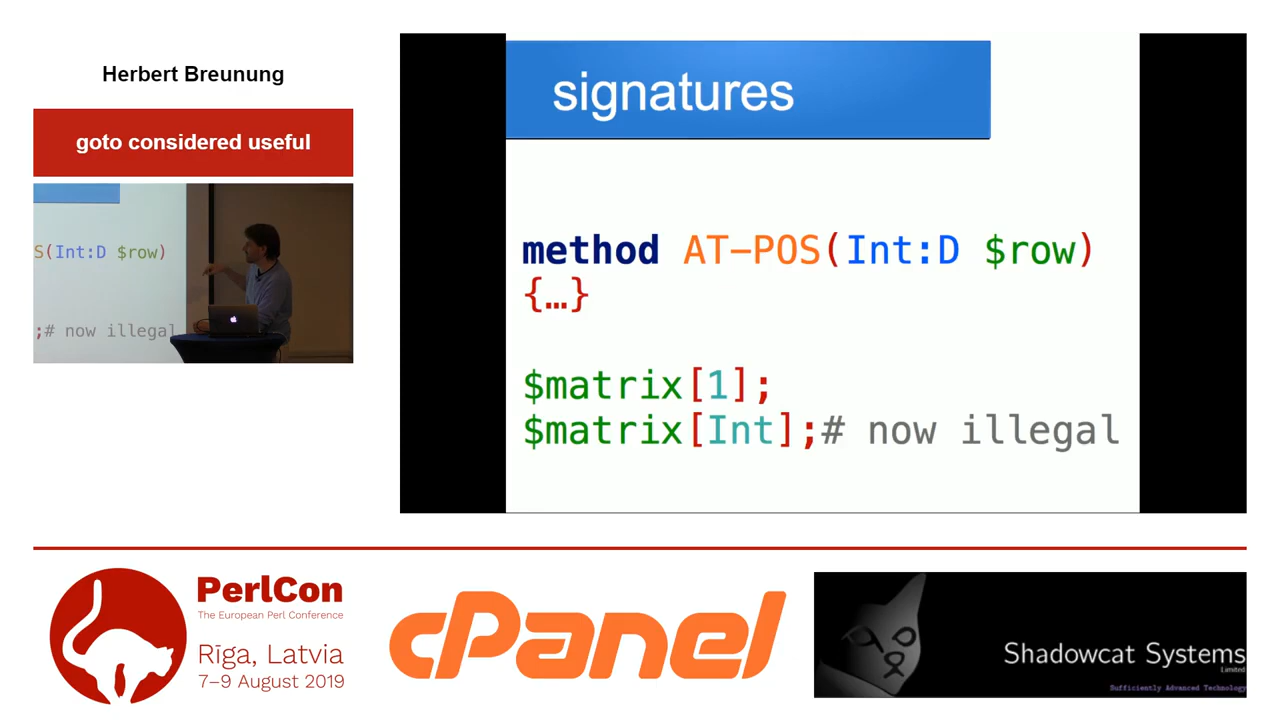 Herbert Breunung
goto considered useful
S(Int:D $row)
;# now illegal
signatures
method AT-POS(Int:D $row)
{…}
$matrix[1];
$matrix[Int];# now illegal
PerlCon
The European Perl Conference
Rīga, Latvia
7–9 August 2019
cPanel
Shadowcat Systems
Limited
Sufficiently Advanced Technology